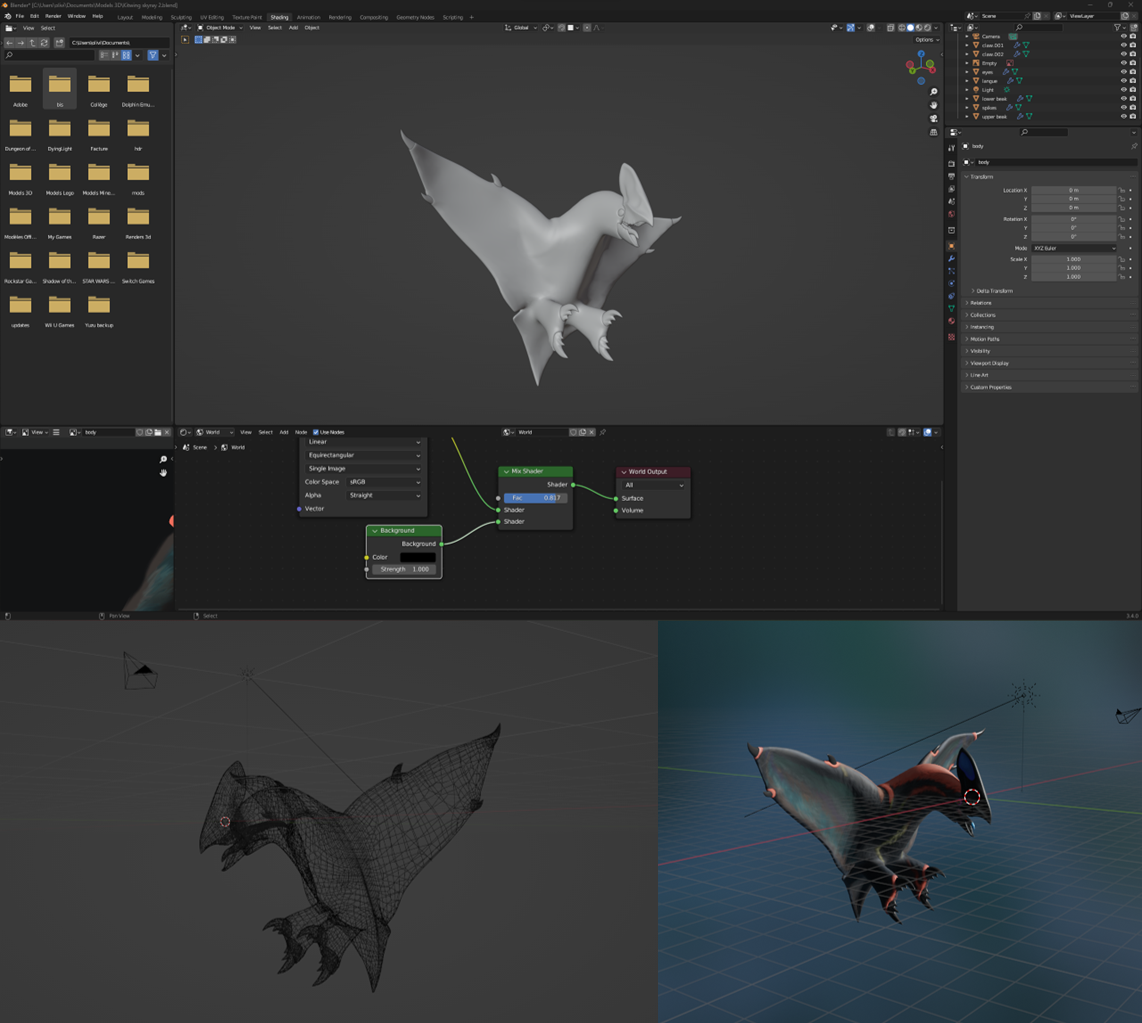 Blender* [C:\Users\oliv\Documents\Models 3D\Kitewing skyray 2.blend]
File Edit Render Window Help Layout Modeling Sculpting UV Editing Texture Paint Shading Animation Rendering Compositing Geometry Nodes Scripting + Scene ViewLayer
View Select
Object Mode View Select Add Object Global
C:\Users\oliv\Documents\
Options
Camera
claw.001
claw.002
Empty
eyes
langue
Light
lower beak
spikes
upper beak
X
Y
Z
Adobe blc Collège Dolphin Emu...
Dungeon of ... DyingLight Facture hdr
Models 3D Models Lego Models Mine... mods
Modèles Offi... My Games Razer Renders 3d
Rockstar Ga... Shadow of th... STAR WARS ... Switch Games
updates Wii U Games Yuzu backup
body
body
Transform
Location X 0 m
Y 0 m
Z 0 m
Rotation X 0°
Y 0°
Z 0°
Mode XYZ Euler
Scale X 1.000
Y 1.000
Z 1.000
Delta Transform
Relations
Collections
Instancing
Motion Paths
Visibility
Viewport Display
Line Art
Custom Properties
View body
World View Select Add Node Use Nodes World
Scene World
Linear
Equirectangular
Single Image
Color Space sRGB
Alpha Straight
Vector
Background
Background
Color
Strength 1.000
Mix Shader
Shader
Fac 0.817
Shader
Shader
World Output
All
Surface
Volume
Pan View Select 3.4.0